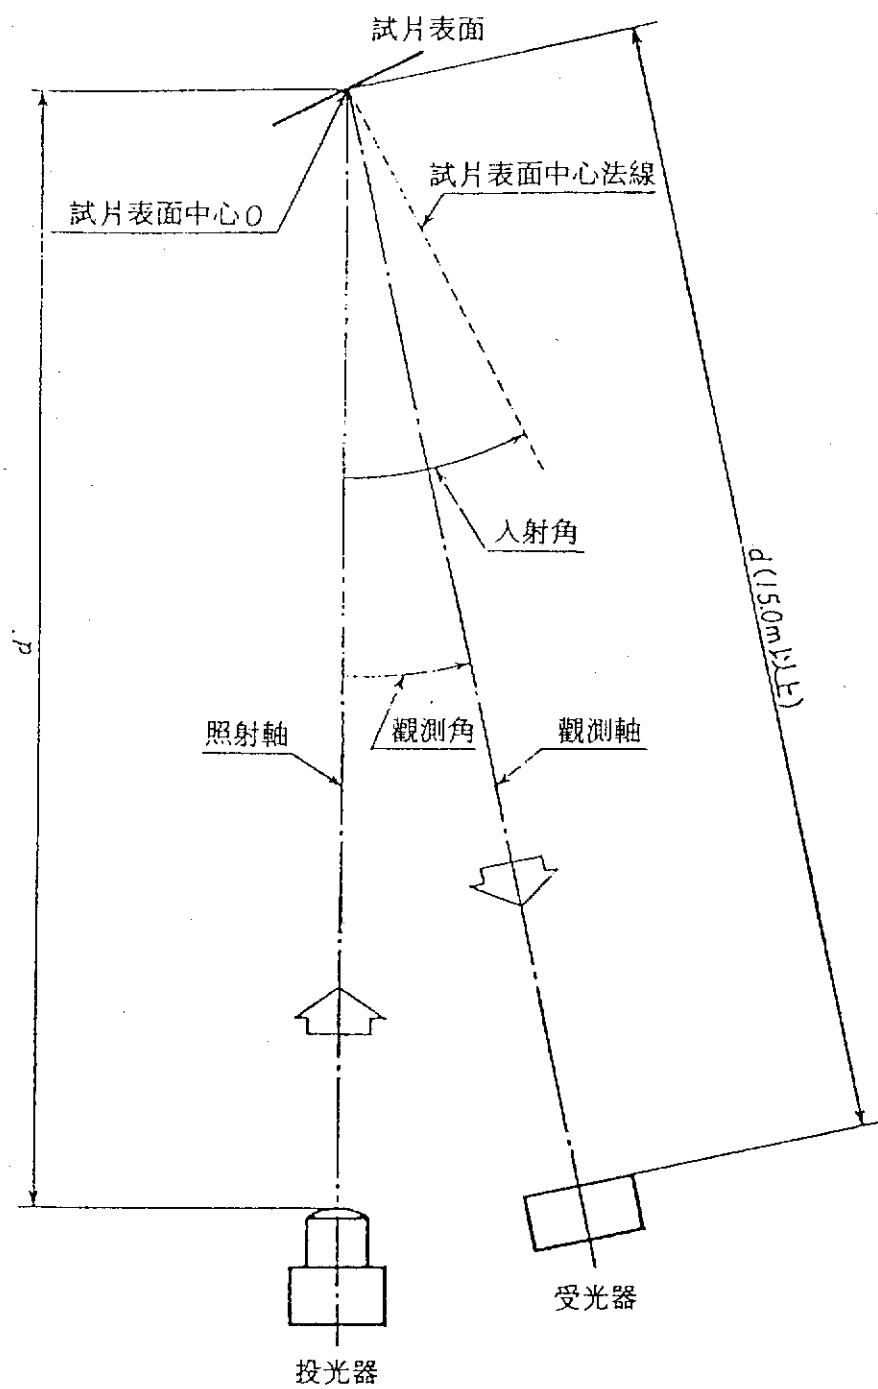 試片表面
試片表面中心法線
試片表面中心O
入射角
d(15.0m以上)
d'
照射軸
觀測角
觀測軸
受光器
投光器